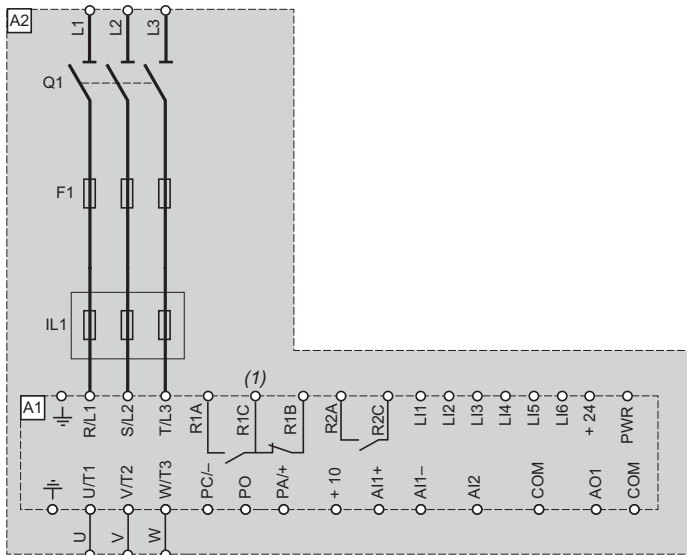 A2
L1 L2 L3
Q1
F1
IL1
(1)
A1
R/L1 S/L2 T/L3 R1A R1C R1B R2A R2C LI1 LI2 LI3 LI4 LI5 LI6 + 24 PWR
U/T1 V/T2 W/T3 PC/– PO PA/+ + 10 AI1+ AI1– AI2 COM AO1 COM
U V W